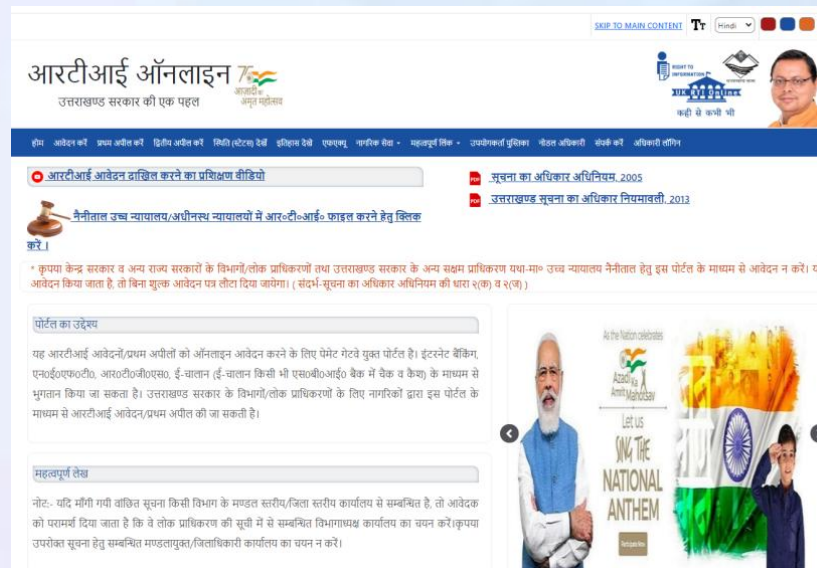 SKIP TO MAIN CONTENT TT Hindi
आरटीआई ऑनलाइन
आज़ादी का
अमृत महोत्सव
उत्तराखण्ड सरकार की एक पहल
RIGHT TO
INFORMATION
UK RTI Online
कहीं से कभी भी
होम आवेदन करें प्रथम अपील करें द्वितीय अपील करें स्थिति (स्टेटस) देखें इतिहास देखे एफएक्यू नागरिक सेवा महत्वपूर्ण लिंक उपयोगकर्ता पुस्तिका नोडल अधिकारी संपर्क करें अधिकारी लॉगिन
आरटीआई आवेदन दाखिल करने का प्रशिक्षण वीडियो
नैनीताल उच्च न्यायालय/अधीनस्थ न्यायालयों में आर०टी०आई० फाइल करने हेतु क्लिक
करें ।
PDF सूचना का अधिकार अधिनियम, 2005
PDF उत्तराखण्ड सूचना का अधिकार नियमावली, 2013
* कृपया केन्द्र सरकार व अन्य राज्य सरकारों के विभागों/लोक प्राधिकरणों तथा उत्तराखण्ड सरकार के अन्य सक्षम प्राधिकरण यथा-मा० उच्च न्यायालय नैनीताल हेतु इस पोर्टल के माध्यम से आवेदन न करें।
आवेदन किया जाता है, तो बिना शुल्क आवेदन पत्र लौटा दिया जायेगा। ( संदर्भ-सूचना का अधिकार अधिनियम की धारा २(क) व २(ज) )
पोर्टल का उद्देश्य
यह आरटीआई आवेदनों/प्रथम अपीलों को ऑनलाइन आवेदन करने के लिए पेमेंट गेटवे युक्त पोर्टल है। इंटरनेट बैंकिंग,
एन०ई०एफ०टी०, आर०टी०जी०एस०, ई-चालान (ई-चालान किसी भी एस०बी०आई० बैंक में चैक व कैश) के माध्यम से
भुगतान किया जा सकता है। उत्तराखण्ड सरकार के विभागों/लोक प्राधिकरणों के लिए नागरिकों द्वारा इस पोर्टल के
माध्यम से आरटीआई आवेदन/प्रथम अपील की जा सकती है।
महत्वपूर्ण लेख
नोट:- यदि माँगी गयी वांछित सूचना किसी विभाग के मण्डल स्तरीय/जिला स्तरीय कार्यालय से सम्बन्धित है, तो आवेदक
को परामर्श दिया जाता है कि वे लोक प्राधिकरण की सूची में से सम्बन्धित विभागाध्यक्ष कार्यालय का चयन करें।(कृपया
उपरोक्त सूचना हेतु सम्बन्धित मण्डलायुक्त/जिलाधिकारी कार्यालय का चयन न करें।
As the Nation celebrates
Azadi Ka
Amrit Mahotsav
Let us
SING THE
NATIONAL
ANTHEM
Participate Now